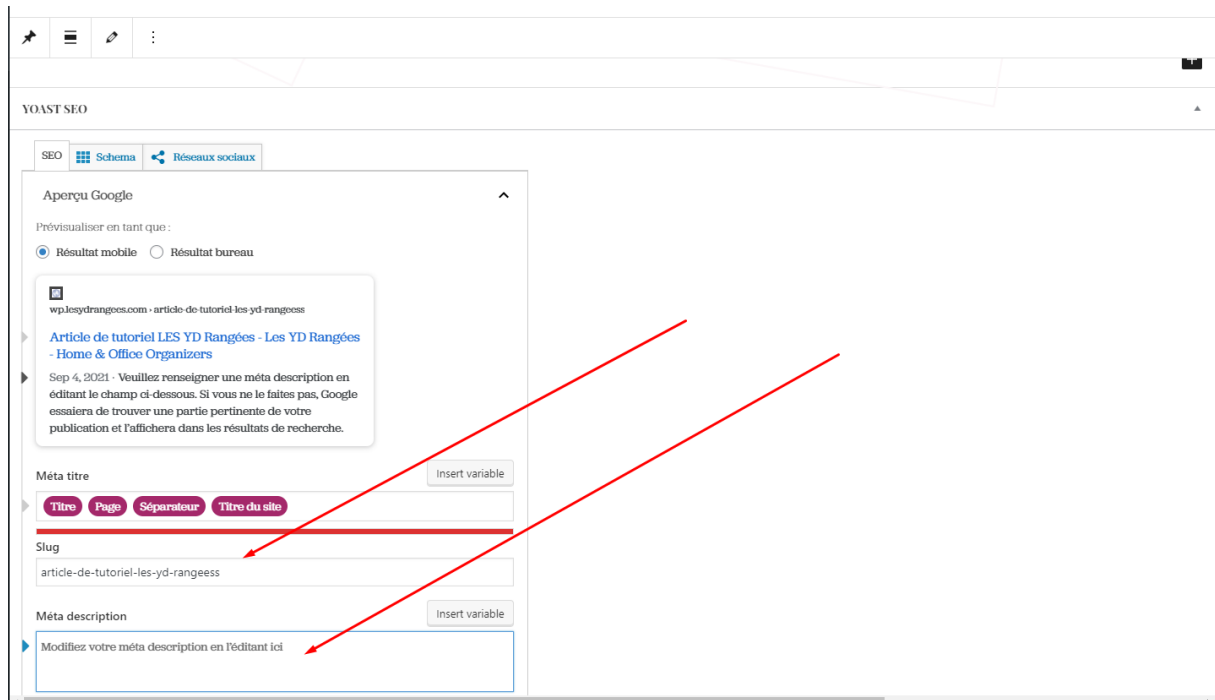 YOAST SEO
SEO
Schema
Réseaux sociaux
Aperçu Google
Prévisualiser en tant que :
Résultat mobile
Résultat bureau
wp.lesydrangees.com › article-de-tutoriel-les-yd-rangeess
Article de tutoriel LES YD Rangées - Les YD Rangées
- Home & Office Organizers
Sep 4, 2021 · Veuillez renseigner une méta description en
éditant le champ ci-dessous. Si vous ne le faites pas, Google
essaiera de trouver une partie pertinente de votre
publication et l'affichera dans les résultats de recherche.
Méta titre
Insert variable
Titre Page Séparateur Titre du site
Slug
article-de-tutoriel-les-yd-rangeess
Méta description
Insert variable
Modifiez votre méta description en l'éditant ici